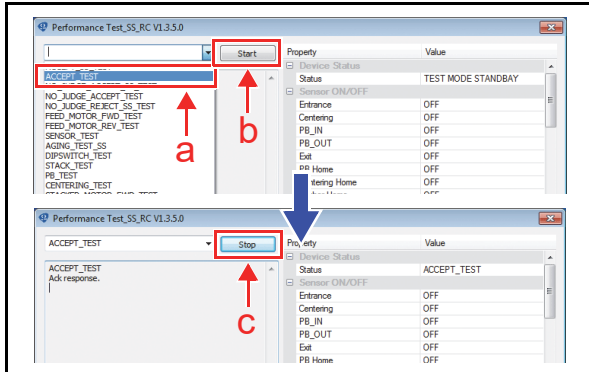 Performance Test_SS_RC V1.3.5.0
Start
Property Value
Device Status
ACCEPT_TEST
Status TEST MODE STANDBAY
Sensor ON/OFF
NO_JUDGE_ACCEPT_TEST
Entrance OFF
NO_JUDGE_REJECT_SS_TEST
Centering OFF
FEED_MOTOR_FWD_TEST
PB_IN OFF
FEED_MOTOR_REV_TEST
SENSOR_TEST
PB_OUT OFF
AGING_TEST_SS
Exit OFF
DIPSWITCH_TEST
STACK_TEST
PB Home OFF
PB_TEST
Home OFF
CENTERING_TEST
OFF
a
b
Performance Test_SS_RC V1.3.5.0
ACCEPT_TEST Stop
Value
Device Status
ACCEPT_TEST
Status ACCEPT_TEST
Ack response.
Sensor ON/OFF
Entrance OFF
Centering OFF
PB_IN OFF
PB_OUT OFF
Exit OFF
PB Home OFF
c